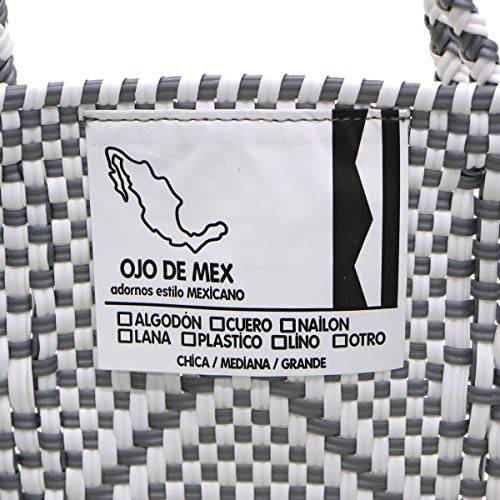 OJO DE MEX
adornos estilo MEXICANO
ALGODÓN CUERO NAILON
LANA PLASTICO LINO OTRO
CHICA / MEDIANA / GRANDE